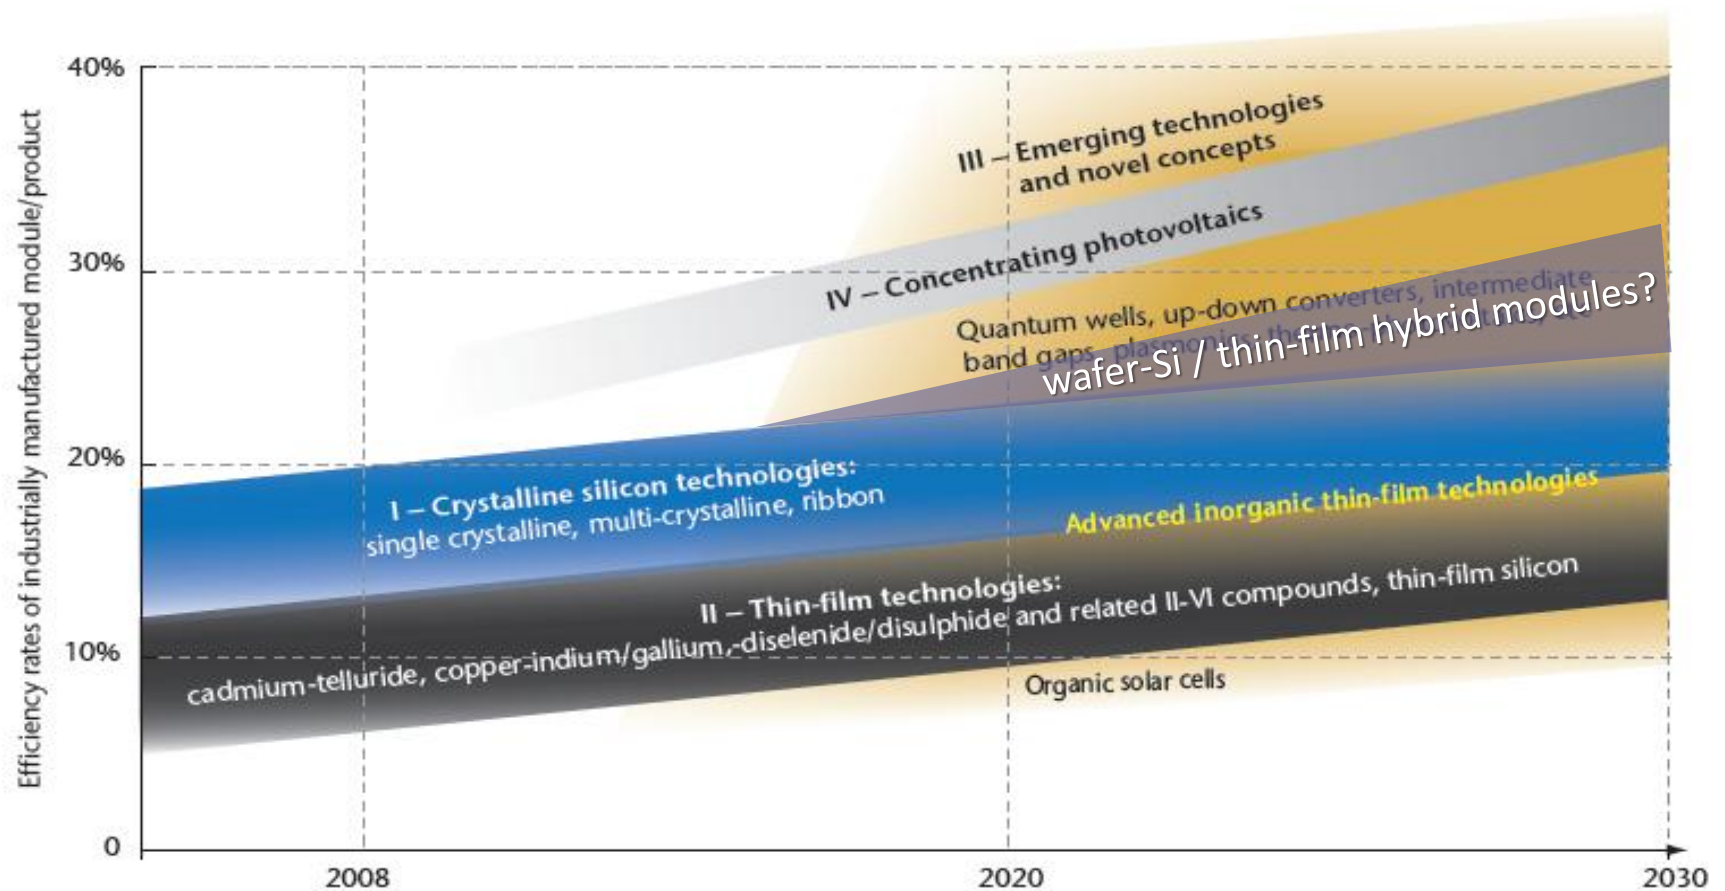 Efficiency rates of industrially manufactured module/product
40%
30%
20%
10%
0
2008
2020
2030
III – Emerging technologies
and novel concepts
IV – Concentrating photovoltaics
Quantum wells, up-down converters, intermediate
band gaps, plasmonics, etc
wafer-Si / thin-film hybrid modules?
I – Crystalline silicon technologies:
single crystalline, multi-crystalline, ribbon
Advanced inorganic thin-film technologies
II – Thin-film technologies:
cadmium-telluride, copper-indium/gallium,-diselenide/disulphide and related II-VI compounds, thin-film silicon
Organic solar cells